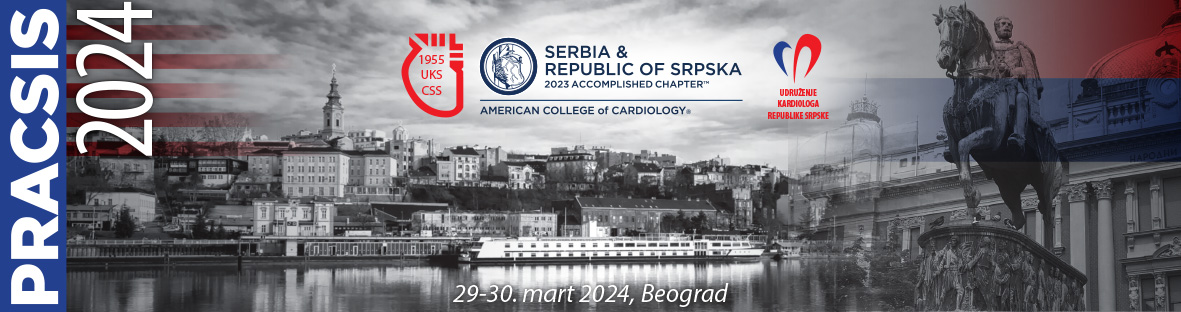 PRACSIS
2024
1955
UKS
CSS
SERBIA &
REPUBLIC OF SRPSKA
2023 ACCOMPLISHED CHAPTER™
AMERICAN COLLEGE of CARDIOLOGY®
UDRUŽENJE
KARDIOLOGA
REPUBLIKE SRPSKE
29-30. mart 2024, Beograd